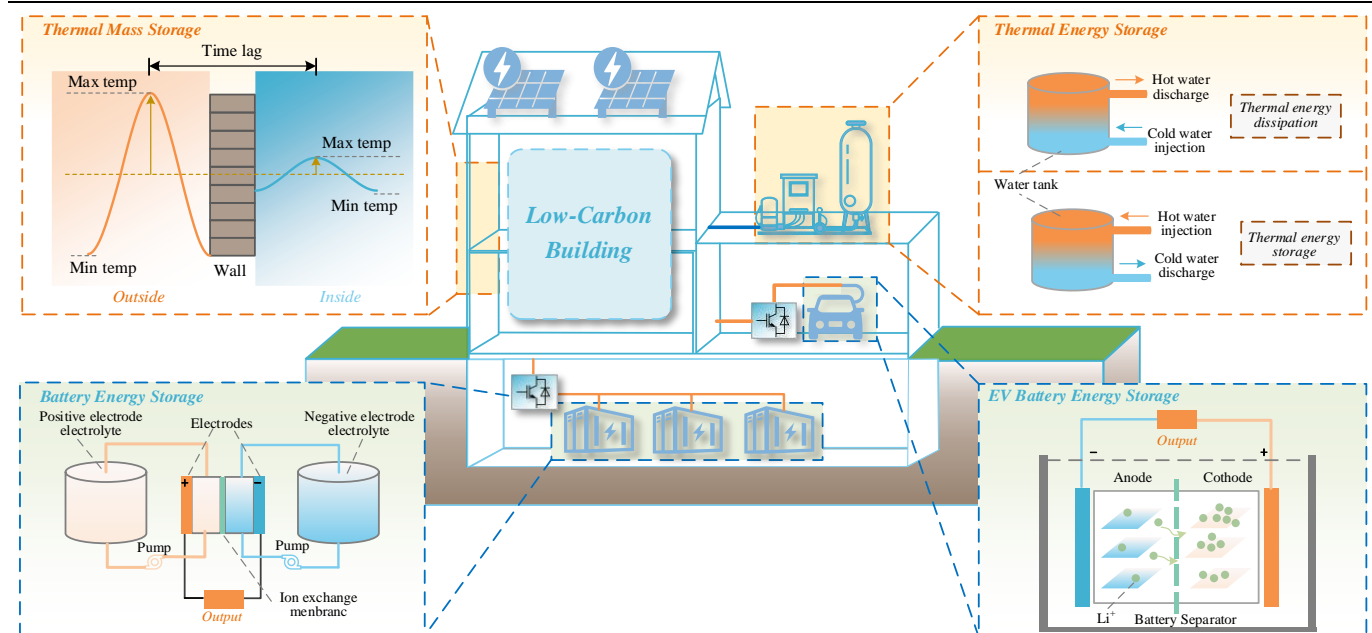 Thermal Mass Storage
Time lag
Max temp
Max temp
Min temp
Min temp
Wall
Outside
Inside
Low-Carbon
Building
Thermal Energy Storage
Hot water
discharge
Thermal energy
dissipation
Cold water
injection
Water tank
Hot water
injection
Thermal energy
storage
Cold water
discharge
Battery Energy Storage
Positive electrode
electrolyte
Electrodes
Negative electrode
electrolyte
+
−
Pump
Pump
Ion exchange
menbranc
Output
EV Battery Energy Storage
Output
−
+
Anode
Cothode
Li⁺
Battery Separator